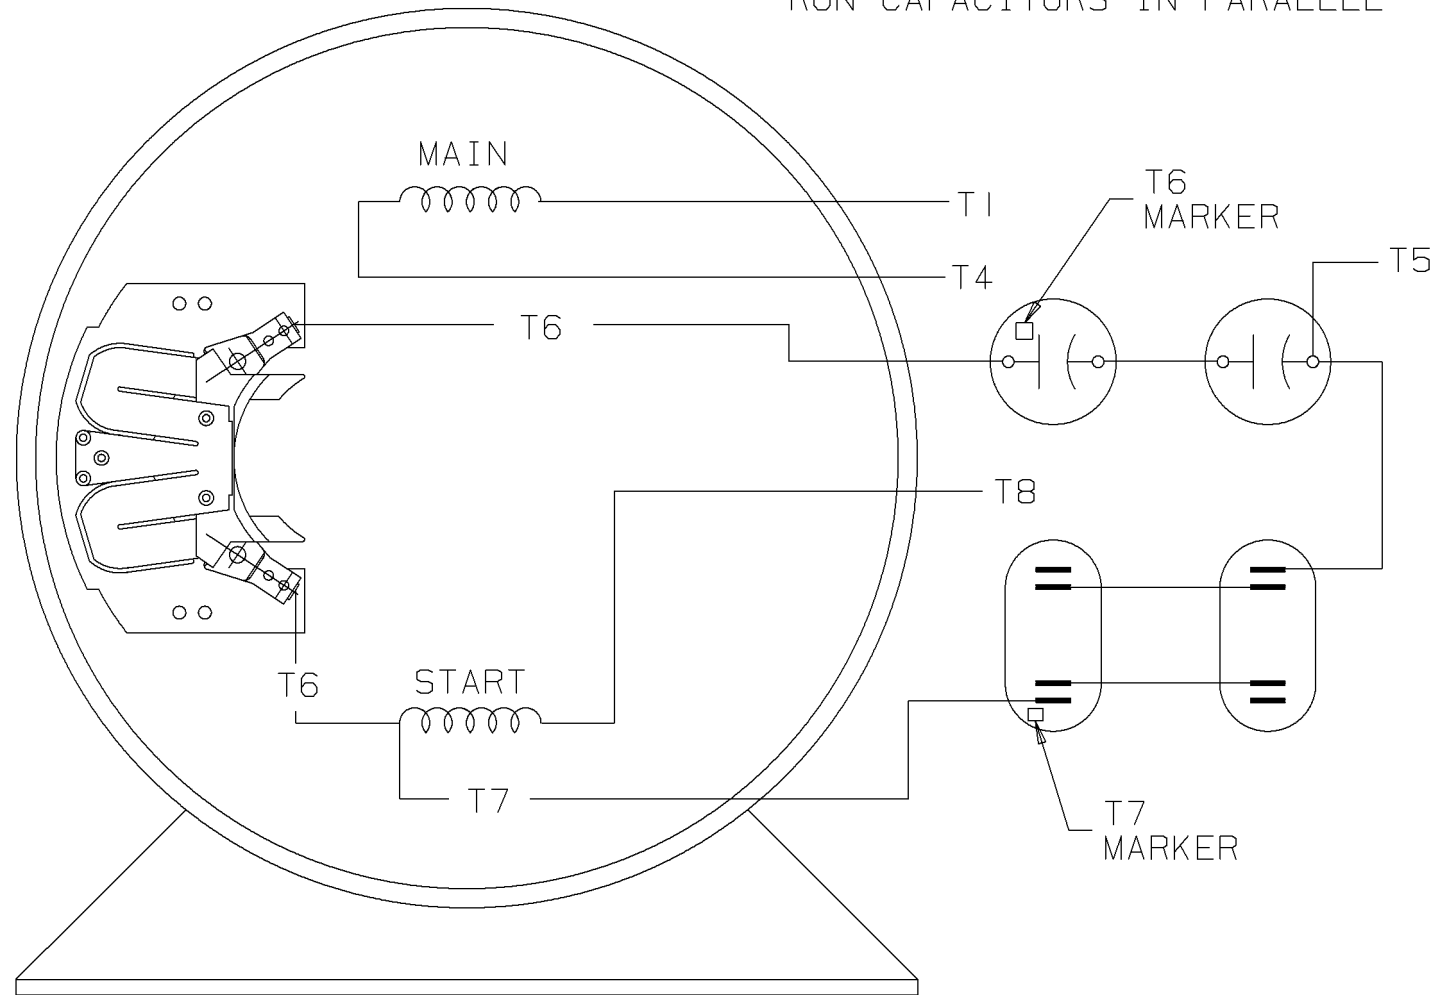 RUN CAPACITORS IN PARALLEL
MAIN
T1
T4
T6
MARKER
T5
T6
T8
T6
START
T7
T7
MARKER